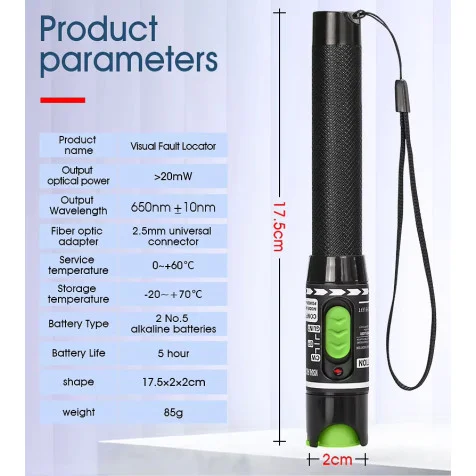 Product
parameters
Product
name
Visual Fault Locator
Output
optical power
>20mW
Output
Wavelength
650nm ±10nm
Fiber optic
adapter
2.5mm universal
connector
Service
temperature
0~+60℃
Storage
temperature
-20~+70℃
Battery Type
2 No.5
alkaline batteries
Battery Life
5 hour
shape
17.5x2x2cm
weight
85g
17.5cm
2cm
CW